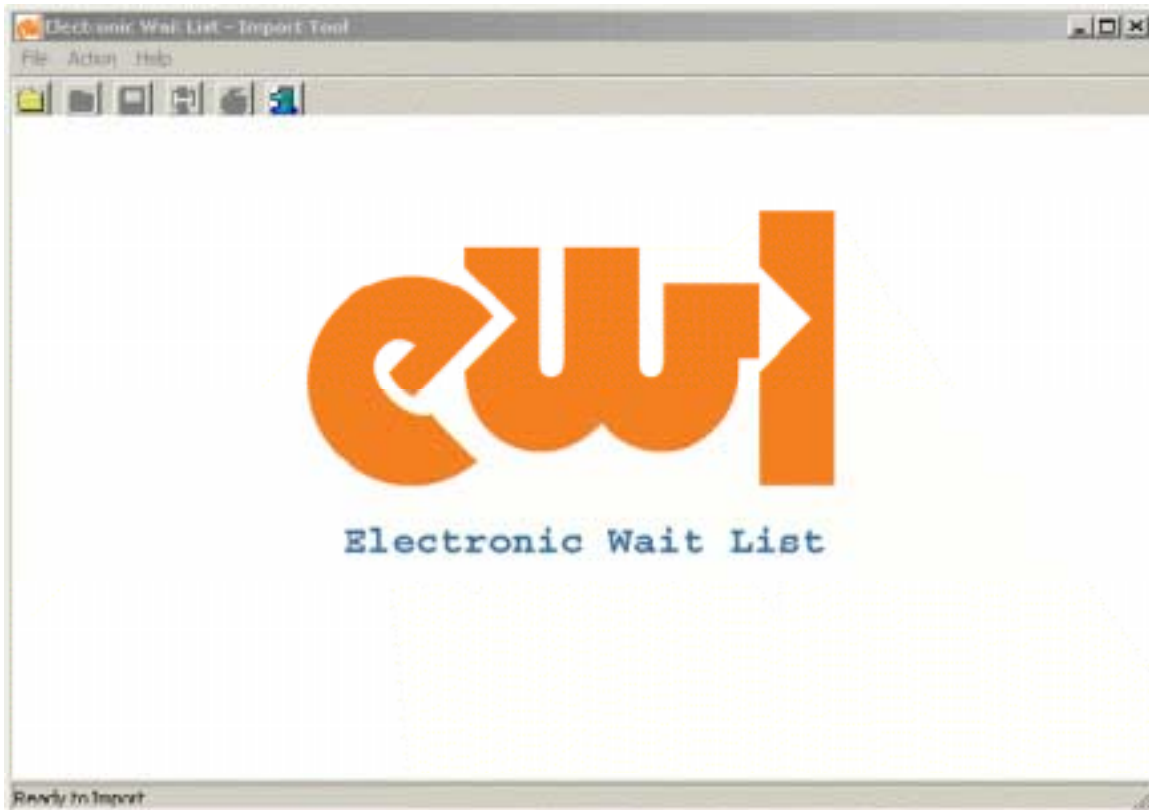 Electronic Wait List - Import Tool
File Action Help
ewl
Electronic Wait List
Ready to Import